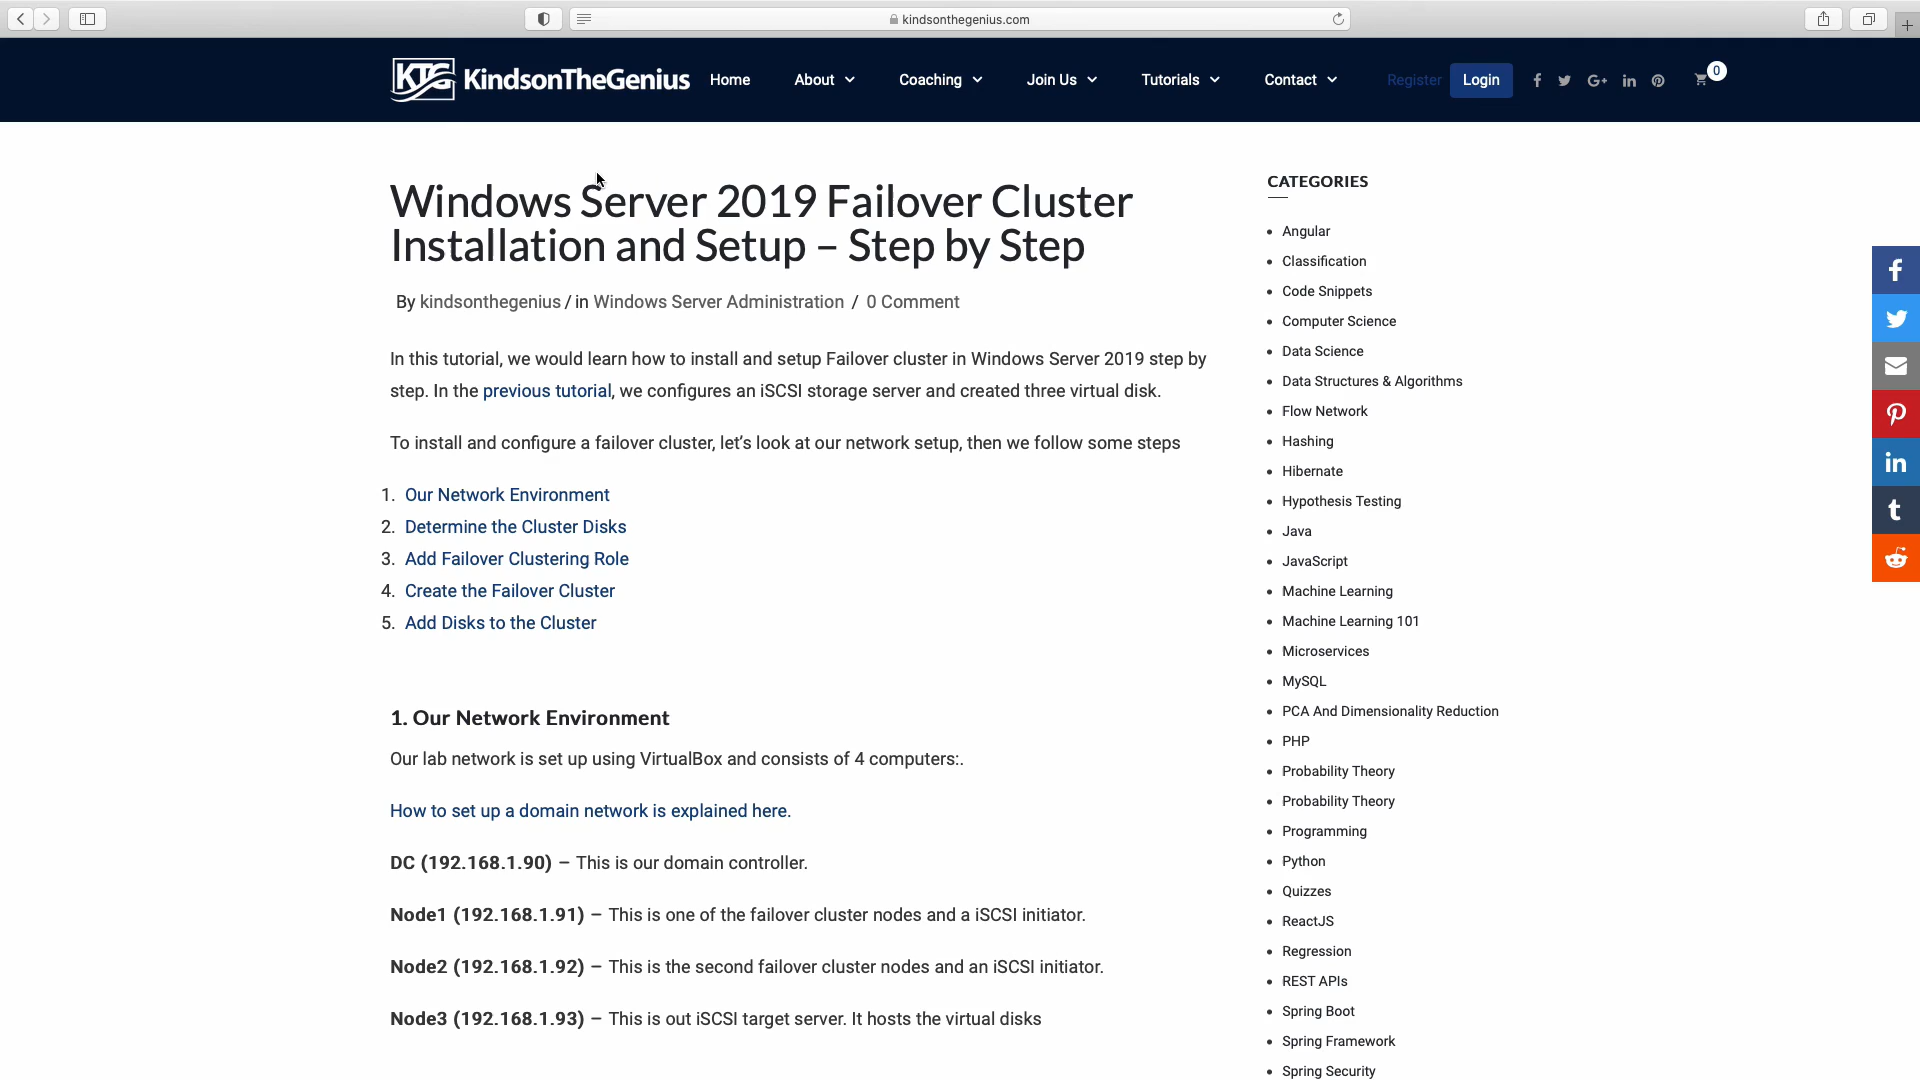 kindsonthegenius.com
KTG KindsonTheGenius Home About Coaching Join Us Tutorials Contact Register Login 0
Windows Server 2019 Failover Cluster
Installation and Setup – Step by Step
By kindsonthegenius / in Windows Server Administration / 0 Comment
In this tutorial, we would learn how to install and setup Failover cluster in Windows Server 2019 step by
step. In the previous tutorial, we configures an iSCSI storage server and created three virtual disk.
To install and configure a failover cluster, let’s look at our network setup, then we follow some steps
1. Our Network Environment
2. Determine the Cluster Disks
3. Add Failover Clustering Role
4. Create the Failover Cluster
5. Add Disks to the Cluster
1. Our Network Environment
Our lab network is set up using VirtualBox and consists of 4 computers:.
How to set up a domain network is explained here.
DC (192.168.1.90) – This is our domain controller.
Node1 (192.168.1.91) – This is one of the failover cluster nodes and a iSCSI initiator.
Node2 (192.168.1.92) – This is the second failover cluster nodes and an iSCSI initiator.
Node3 (192.168.1.93) – This is out iSCSI target server. It hosts the virtual disks
CATEGORIES
Angular
Classification
Code Snippets
Computer Science
Data Science
Data Structures & Algorithms
Flow Network
Hashing
Hibernate
Hypothesis Testing
Java
JavaScript
Machine Learning
Machine Learning 101
Microservices
MySQL
PCA And Dimensionality Reduction
PHP
Probability Theory
Probability Theory
Programming
Python
Quizzes
ReactJS
Regression
REST APIs
Spring Boot
Spring Framework
Spring Security